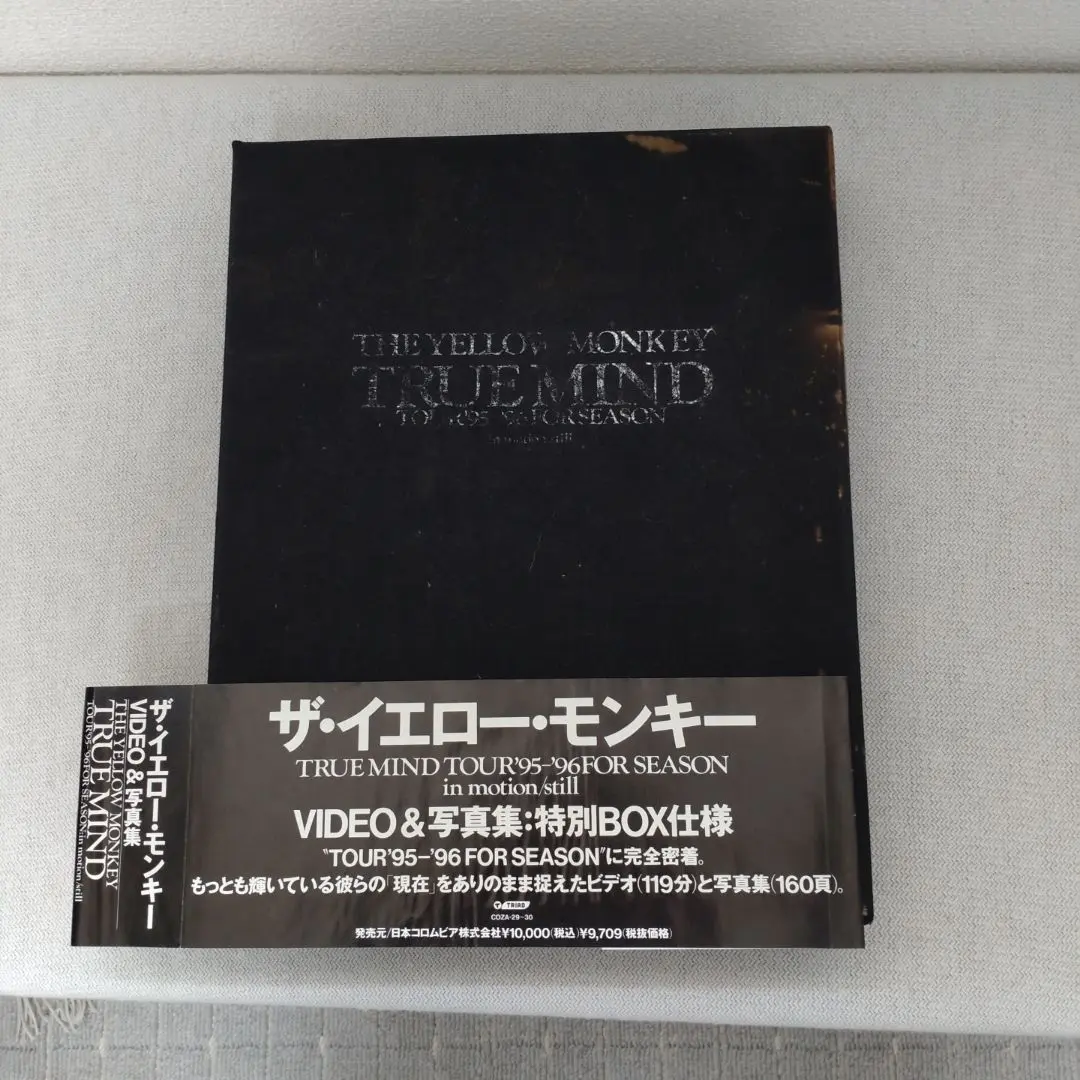 THE YELLOW MONKEY
TRUE MIND
TOUR'95-'96 FOR SEASON
in motion/still
ザ・イエロー・モンキー
VIDEO & 写真集
THE YELLOW MONKEY
TRUE MIND
TOUR'95-'96 FOR SEASON in motion/still
ザ・イエロー・モンキー
TRUE MIND TOUR'95-'96 FOR SEASON
in motion/still
VIDEO & 写真集:特別BOX仕様
"TOUR'95-'96 FOR SEASON"に完全密着。
もっとも輝いている彼らの「現在」をありのまま捉えたビデオ(119分)と写真集(160頁)。
TRIAD
COZA-29-30
発売元/日本コロムビア株式会社¥10,000(税込)¥9,709(税抜価格)